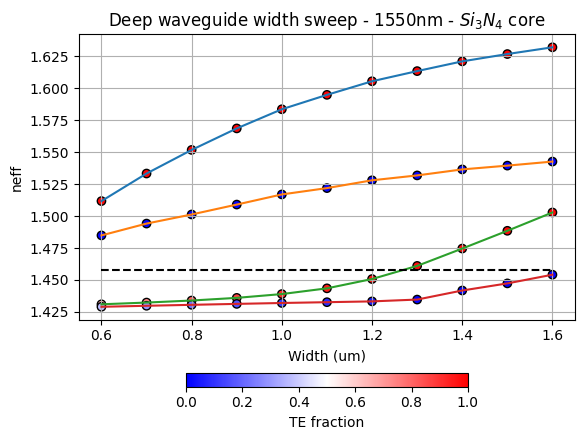 Deep waveguide width sweep - 1550nm - Si₃N₄ core
neff
1.625
1.600
1.575
1.550
1.525
1.500
1.475
1.450
1.425
0.6 0.8 1.0 1.2 1.4 1.6
Width (um)
0.0 0.2 0.4 0.6 0.8 1.0
TE fraction